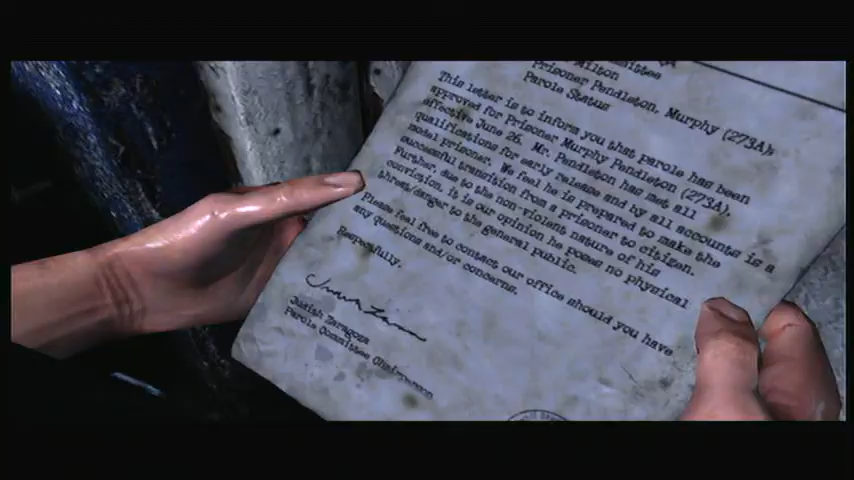 mmittee
Milton
Prisoner Pendleton, Murphy (273A);
Parole Status
This letter is to inform you that parole has been
approved for Prisoner Murphy Pendleton (273A),
effective June 26. Mr. Pendleton has met all
qualifications for early release and by all accounts is a
model prisoner. We feel he is prepared to make the
successful transition from a prisoner to citizen.
Further, due to the non-violent nature of his
conviction, it is our opinion he poses no physical
threat/danger to the general public.
Please feel free to contact our office should you have
any questions and/or concerns.
Respectfully,
Judith Zaragoza
Parole Committee Chairperson